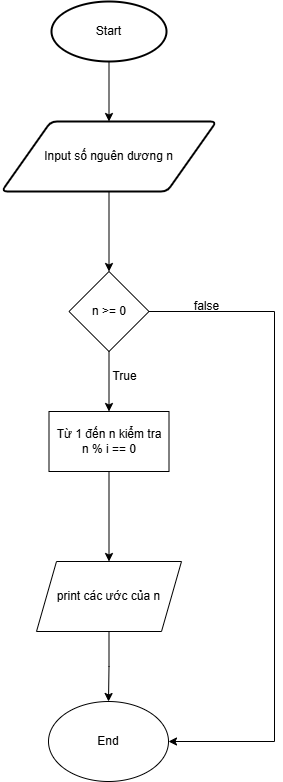 Start
Input số nguên dương n
n >= 0
false
True
Từ 1 đến n kiểm tra
n % i == 0
print các ước của n
End